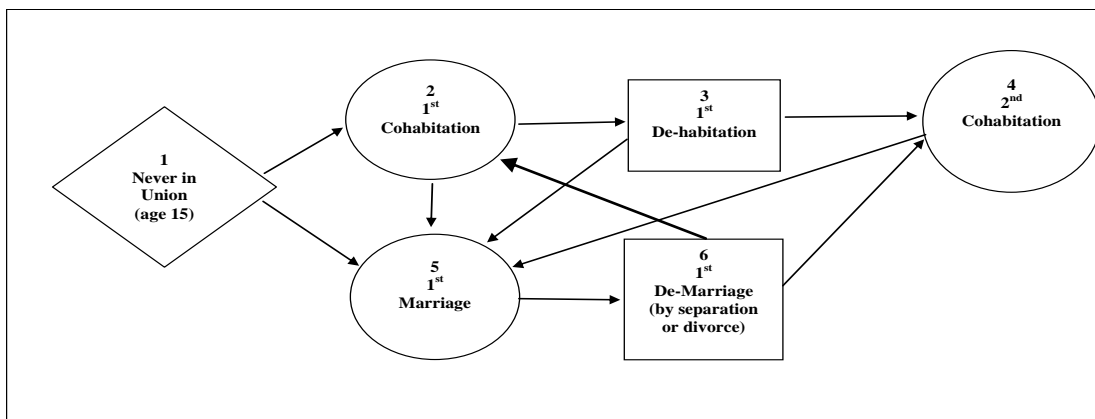 1
Never in
Union
(age 15)
2
1st
Cohabitation
3
1st
De-habitation
4
2nd
Cohabitation
5
1st
Marriage
6
1st
De-Marriage
(by separation
or divorce)